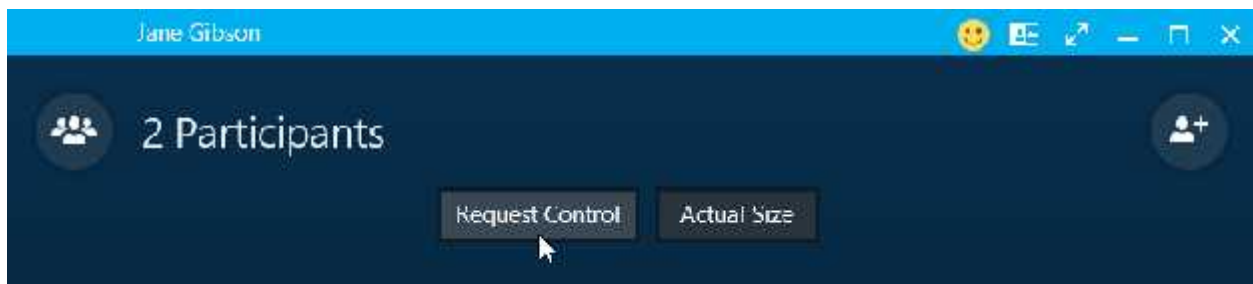 Jane Gibson
2 Participants
Request Control
Actual Size